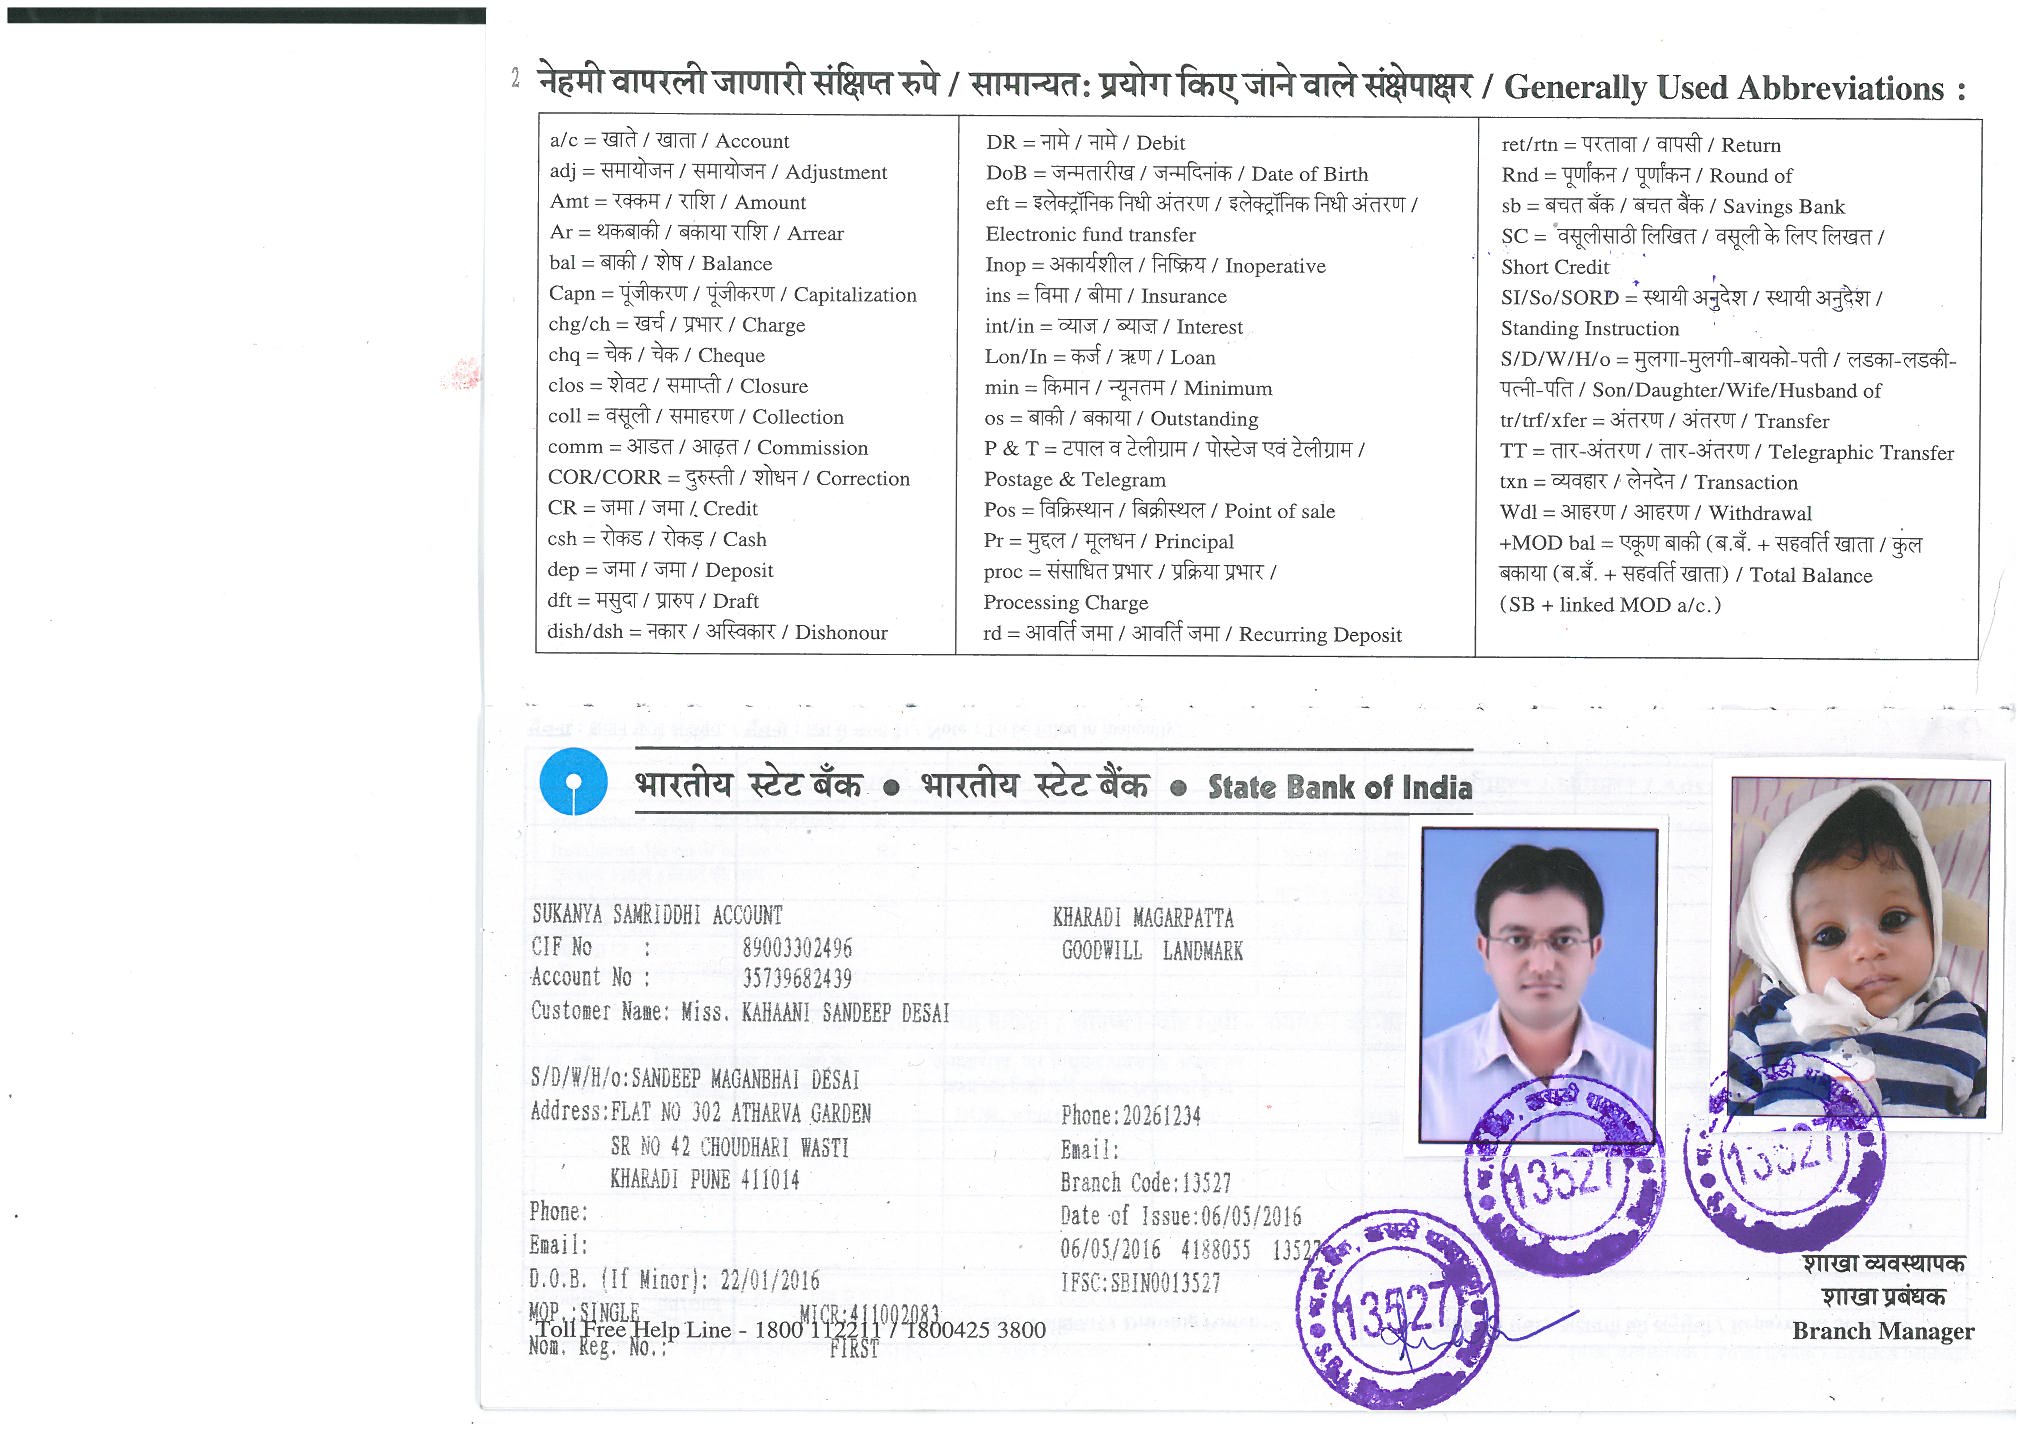 2 नेहमी वापरली जाणारी संक्षिप्त रुपे / सामान्यत: प्रयोग किए जाने वाले संक्षेपाक्षर / Generally Used Abbreviations :
a/c = खाते / खाता / Account
adj = समायोजन / समायोजन / Adjustment
Amt = रक्कम / राशि / Amount
Ar = थकबाकी / बकाया राशि / Arrear
bal = बाकी / शेष / Balance
Capn = पूंजीकरण / पूंजीकरण / Capitalization
chg/ch = खर्च / प्रभार / Charge
chq = चेक / चेक / Cheque
clos = शेवट / समाप्ती / Closure
coll = वसूली / समाहरण / Collection
comm = आडत / आढ़त / Commission
COR/CORR = दुरुस्ती / शोधन / Correction
CR = जमा / जमा / Credit
csh = रोकड / रोकड़ / Cash
dep = जमा / जमा / Deposit
dft = मसुदा / प्रारुप / Draft
dish/dsh = नकार / अस्विकार / Dishonour
DR = नामे / नामे / Debit
DoB = जन्मतारीख / जन्मदिनांक / Date of Birth
eft = इलेक्ट्रॉनिक निधी अंतरण / इलेक्ट्रॉनिक निधी अंतरण /
Electronic fund transfer
Inop = अकार्यशील / निष्क्रिय / Inoperative
ins = विमा / बीमा / Insurance
int/in = व्याज / ब्याज / Interest
Lon/In = कर्ज / ऋण / Loan
min = किमान / न्यूनतम / Minimum
os = बाकी / बकाया / Outstanding
P & T = टपाल व टेलीग्राम / पोस्टेज एवं टेलीग्राम /
Postage & Telegram
Pos = विक्रिस्थान / बिक्रीस्थल / Point of sale
Pr = मुद्दल / मूलधन / Principal
proc = संसाधित प्रभार / प्रक्रिया प्रभार /
Processing Charge
rd = आवर्ति जमा / आवर्ति जमा / Recurring Deposit
ret/rtn = परतावा / वापसी / Return
Rnd = पूर्णांकन / पूर्णांकन / Round of
sb = बचत बँक / बचत बैंक / Savings Bank
SC = वसूलीसाठी लिखित / वसूली के लिए लिखत /
Short Credit
SI/So/SORD = स्थायी अनुदेश / स्थायी अनुदेश /
Standing Instruction
S/D/W/H/o = मुलगा-मुलगी-बायको-पती / लडका-लडकी-
पत्नी-पति / Son/Daughter/Wife/Husband of
tr/trf/xfer = अंतरण / अंतरण / Transfer
TT = तार-अंतरण / तार-अंतरण / Telegraphic Transfer
txn = व्यवहार / लेनदेन / Transaction
Wdl = आहरण / आहरण / Withdrawal
+MOD bal = एकूण बाकी (ब.बँ. + सहवर्ति खाता / कुल
बकाया (ब.बँ. + सहवर्ति खाता) / Total Balance
(SB + linked MOD a/c.)
भारतीय स्टेट बँक ● भारतीय स्टेट बैंक ● State Bank of India
SUKANYA SAMRIDDHI ACCOUNT
CIF No : 89003302496
Account No : 35739682439
Customer Name: Miss. KAHAANI SANDEEP DESAI
S/D/W/H/o:SANDEEP MAGANBHAI DESAI
Address:FLAT NO 302 ATHARVA GARDEN
SR NO 42 CHOUDHARI WASTI
KHARADI PUNE 411014
Phone:
Email:
D.O.B. (If Minor): 22/01/2016
MOP.:SINGLE MICR:411002083
Toll Free Help Line - 1800 112211 / 1800425 3800
Nom. Reg. No.: FIRST
KHARADI MAGARPATTA
GOODWILL LANDMARK
Phone:20261234
Email:
Branch Code:13527
Date of Issue:06/05/2016
06/05/2016 4188055 13527
IFSC:SBIN0013527
13527
13527
13527
शाखा व्यवस्थापक
शाखा प्रबंधक
Branch Manager